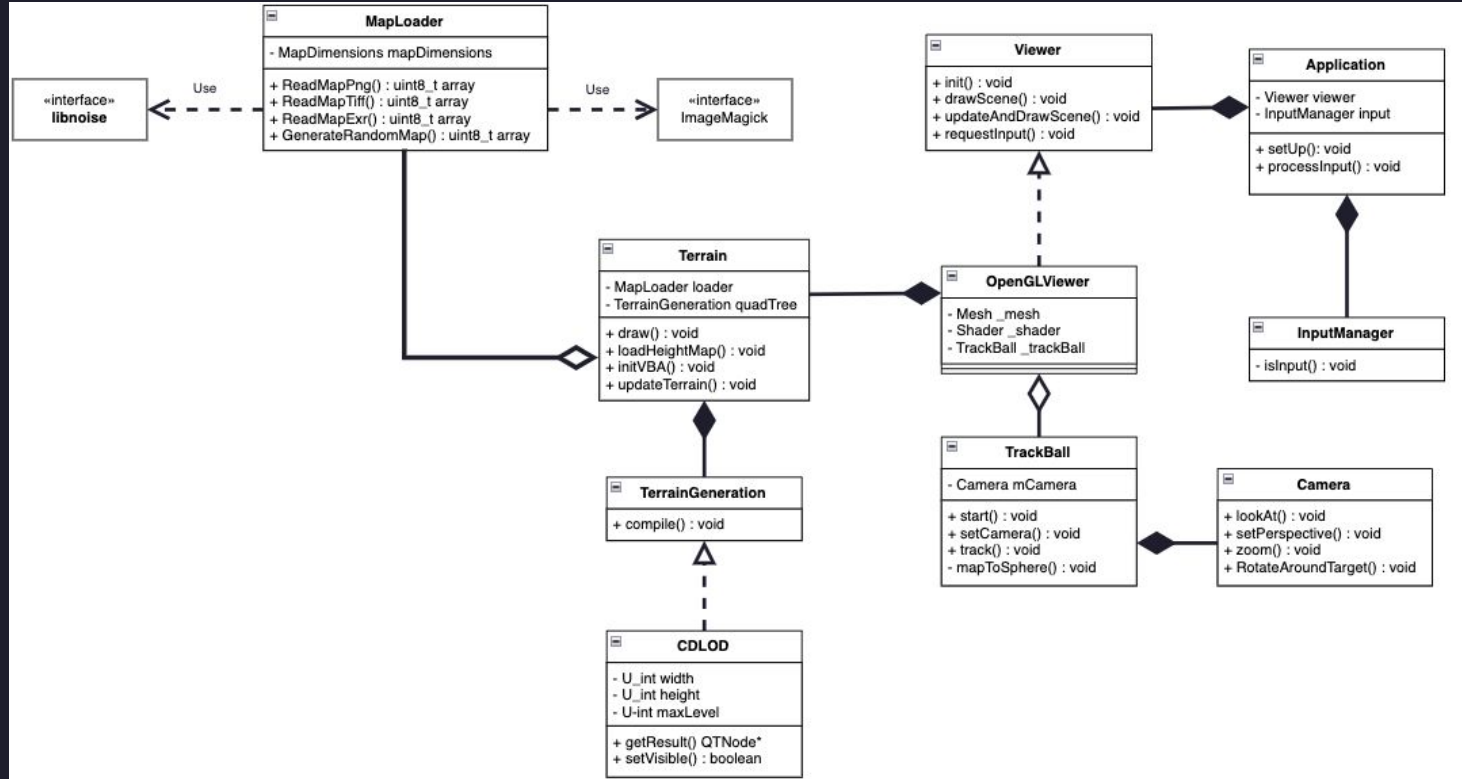 MapLoader
- MapDimensions mapDimensions
+ ReadMapPng() : uint8_t array
+ ReadMapTiff() : uint8_t array
+ ReadMapExr() : uint8_t array
+ GenerateRandomMap() : uint8_t array
Use
Use
«interface»
libnoise
«interface»
ImageMagick
Viewer
+ init() : void
+ drawScene() : void
+ updateAndDrawScene() : void
+ requestInput() : void
Application
- Viewer viewer
- InputManager input
+ setUp(): void
+ processInput() : void
Terrain
- MapLoader loader
- TerrainGeneration quadTree
+ draw() : void
+ loadHeightMap() : void
+ initVBA() : void
+ updateTerrain() : void
OpenGLViewer
- Mesh _mesh
- Shader _shader
- TrackBall _trackBall
InputManager
- isInput() : void
TrackBall
- Camera mCamera
+ start() : void
+ setCamera() : void
+ track() : void
- mapToSphere() : void
Camera
+ lookAt() : void
+ setPerspective() : void
+ zoom() : void
+ RotateAroundTarget() : void
TerrainGeneration
+ compile() : void
CDLOD
- U_int width
- U_int height
- U-int maxLevel
+ getResult() QTNode*
+ setVisible() : boolean